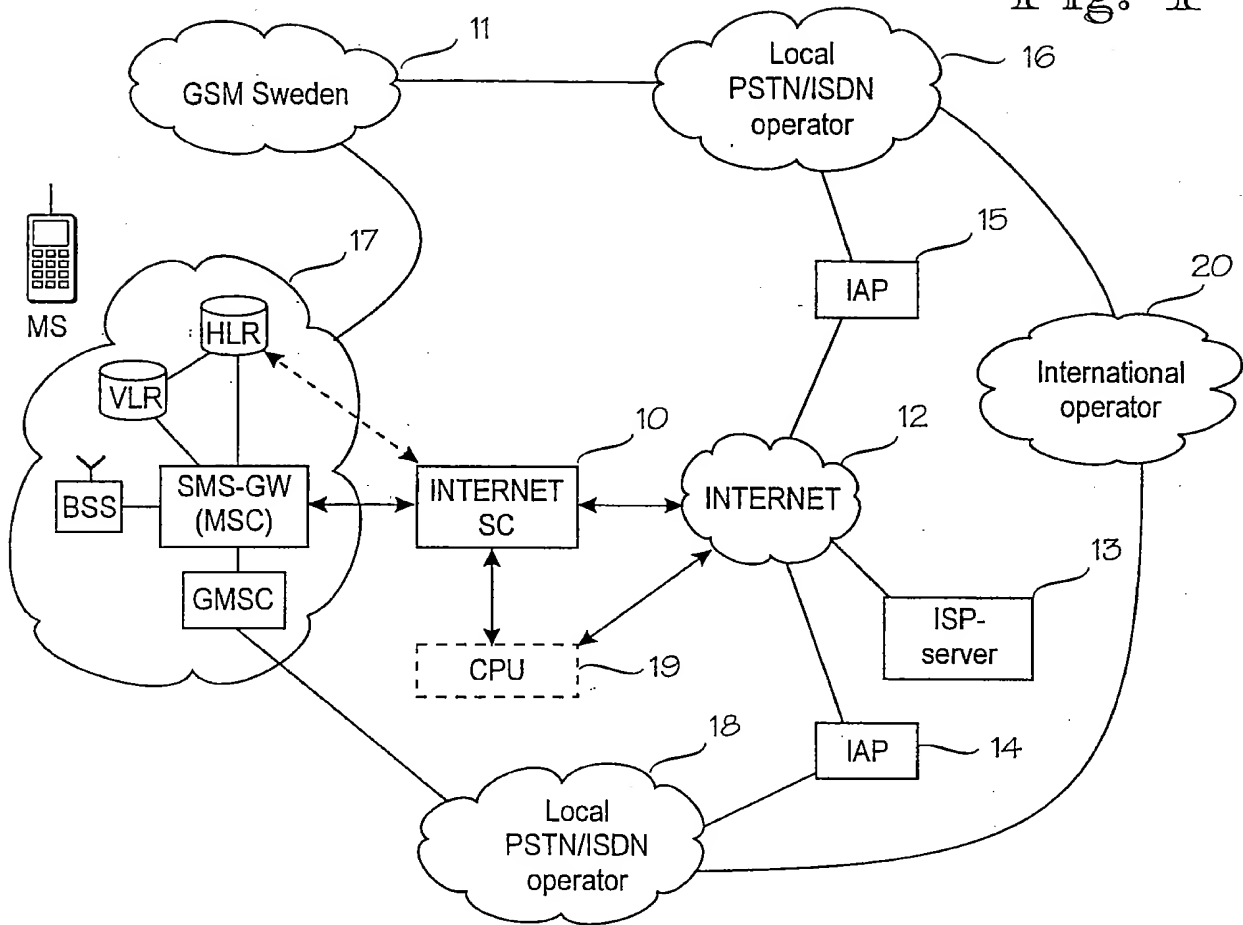 Fig. 1
11
GSM Sweden
Local
PSTN/ISDN
operator
16
MS
17
HLR
VLR
BSS
SMS-GW
(MSC)
GMSC
10
INTERNET
SC
CPU
19
12
INTERNET
15
IAP
20
International
operator
13
ISP-
server
IAP
14
18
Local
PSTN/ISDN
operator